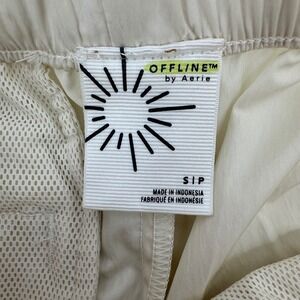 OFFLINE™
by Aerie
S|P
MADE IN INDONESIA
FABRIQUÉ EN INDONÉSIE